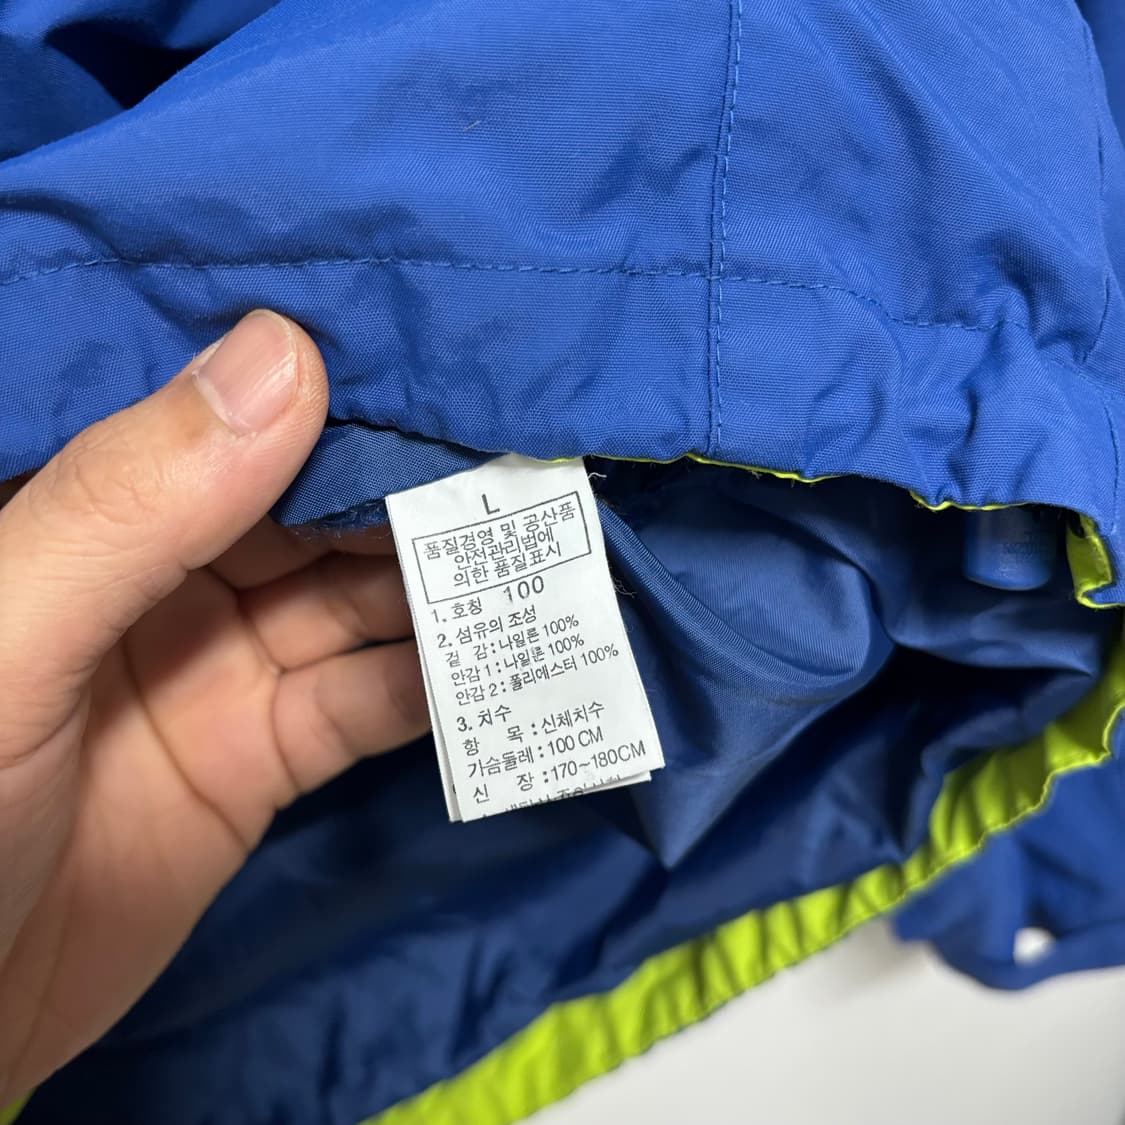 L
품질경영 및 공산품
안전관리법에
의한 품질표시
1. 호칭 100
2. 섬유의 조성
겉 감 : 나일론 100%
안감 1 : 나일론 100%
안감 2 : 폴리에스터 100%
3. 치수
항 목 : 신체치수
가슴둘레 : 100 CM
신 장 : 170~180CM